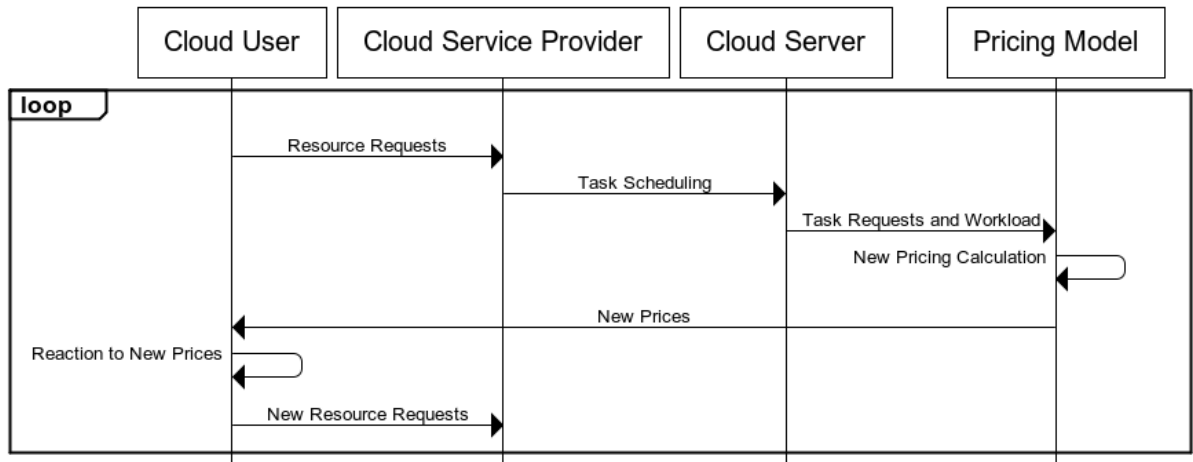 Cloud User
Cloud Service Provider
Cloud Server
Pricing Model
loop
Resource Requests
Task Scheduling
Task Requests and Workload
New Pricing Calculation
New Prices
Reaction to New Prices
New Resource Requests